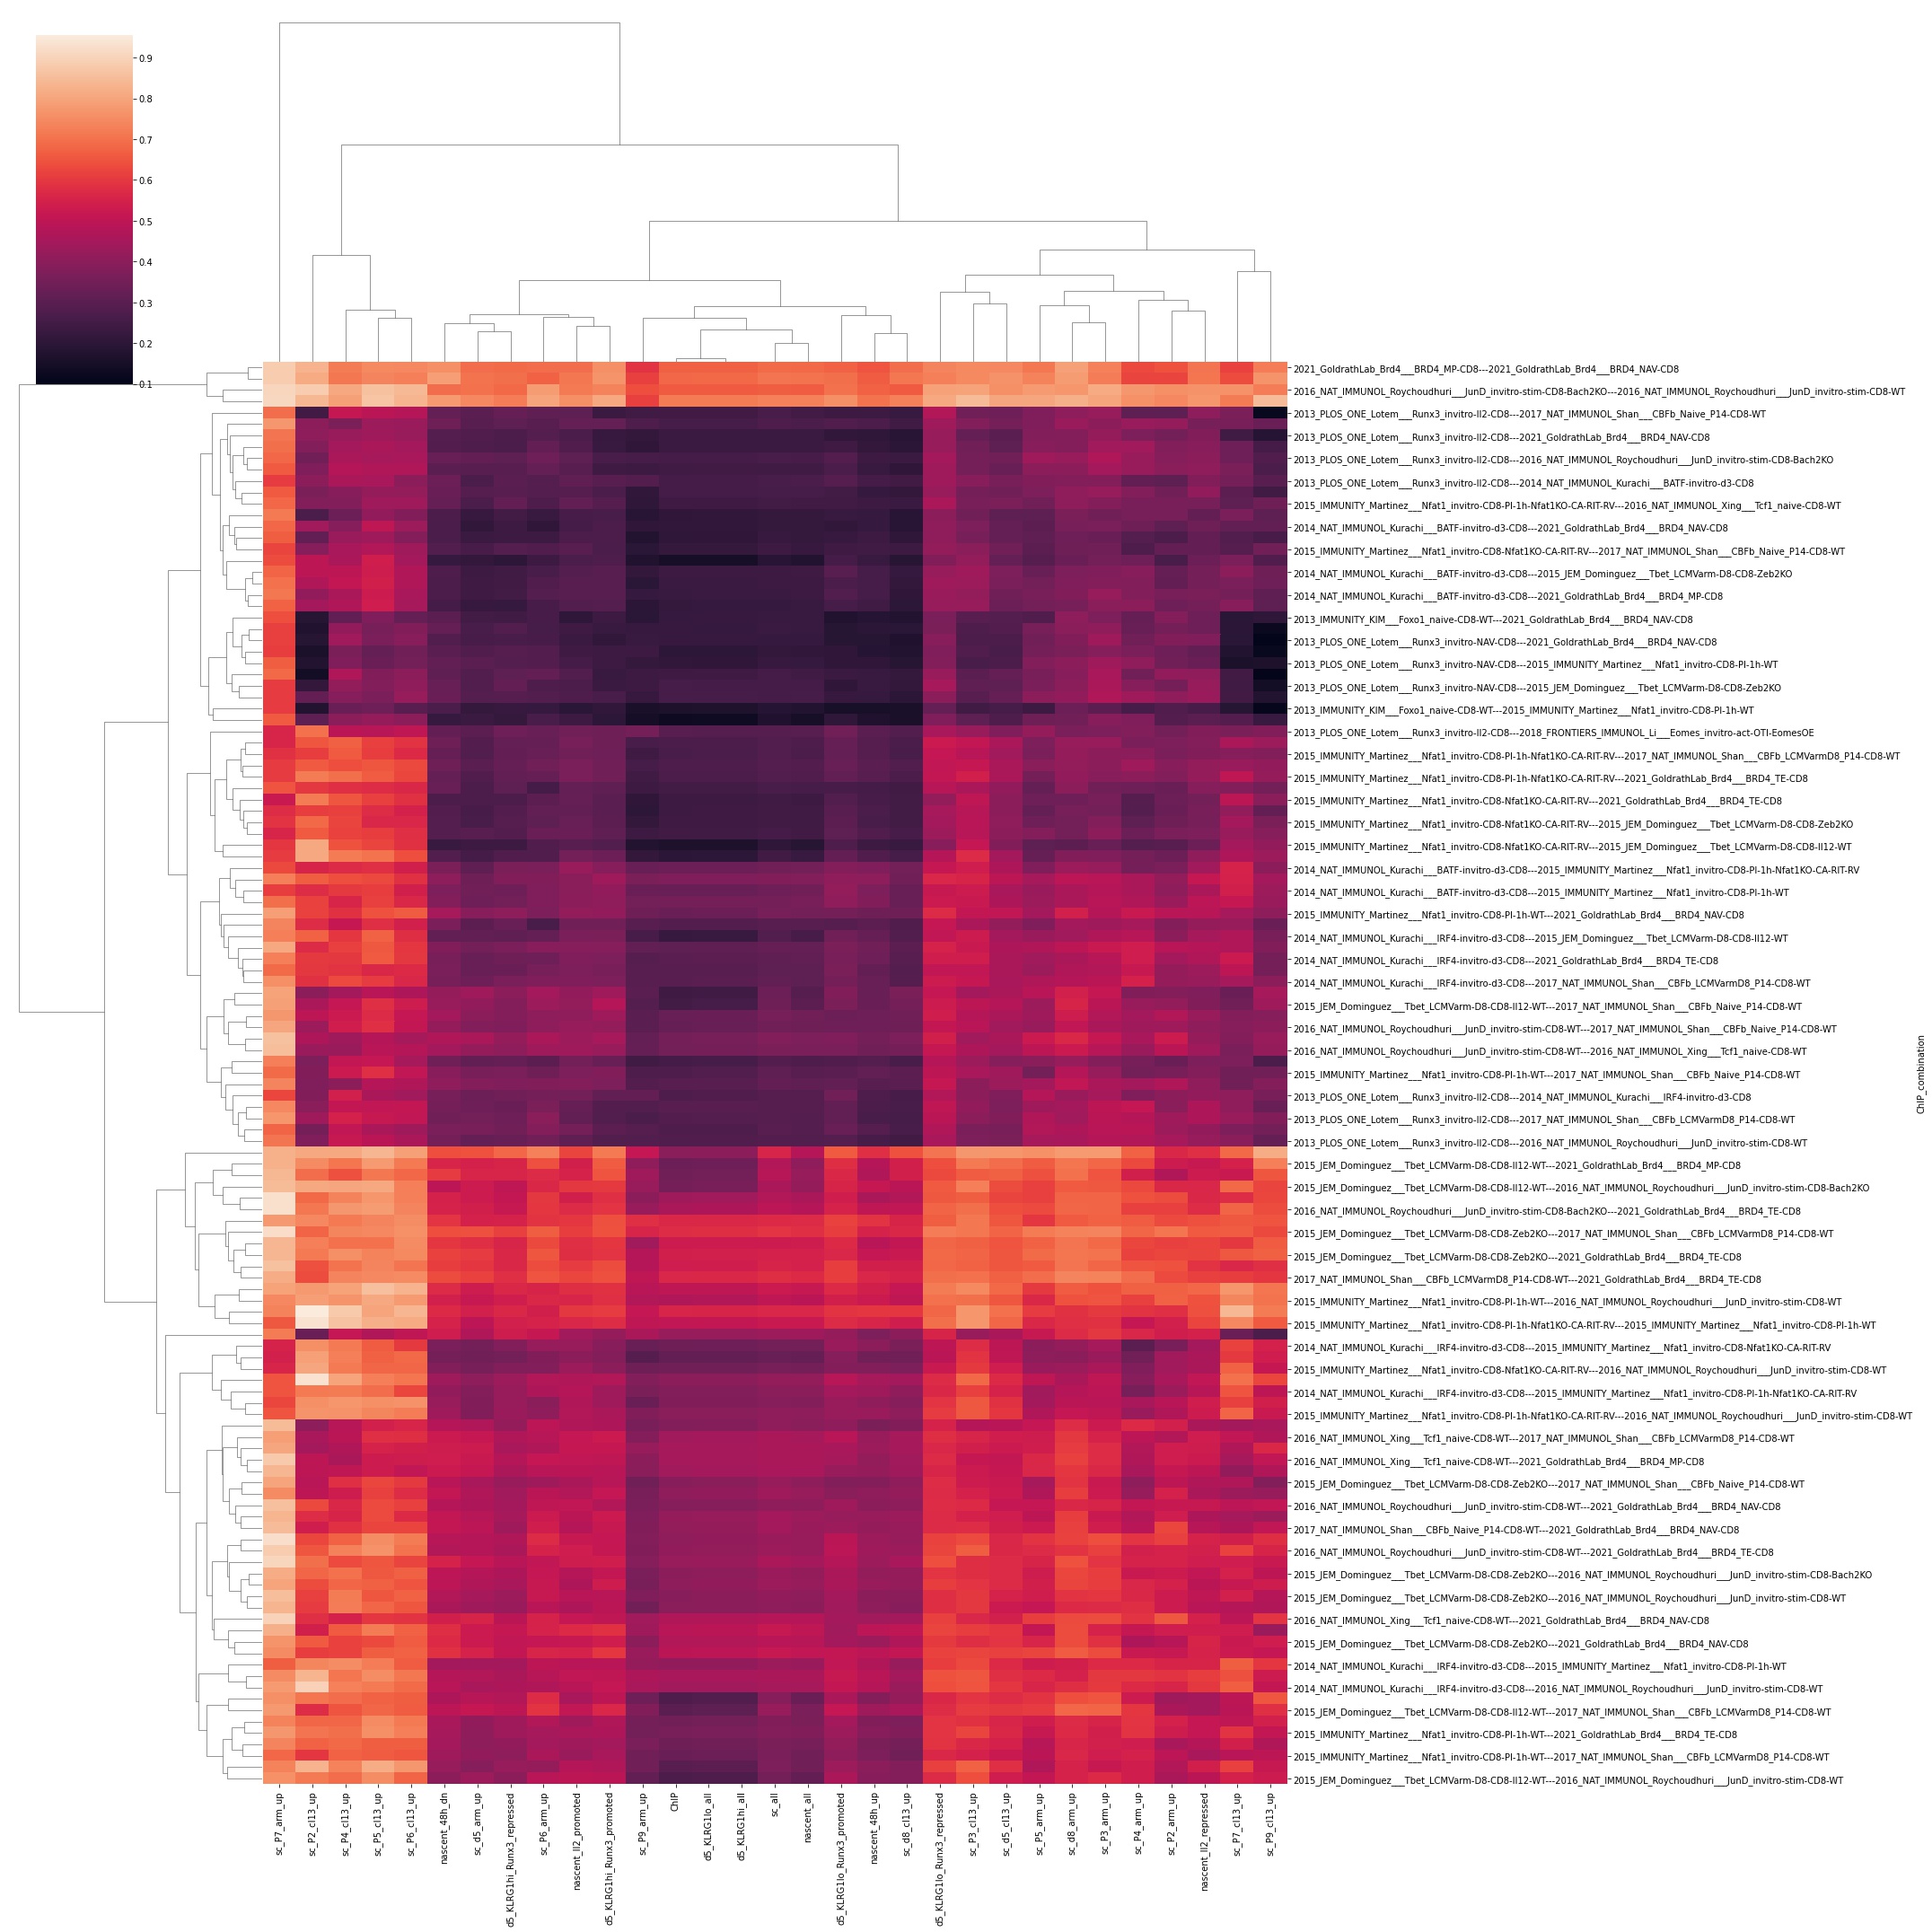 0.9
0.8
0.7
0.6
0.5
0.4
0.3
0.2
0.1
2021_GoldrathLab_Brd4___BRD4_MP-CD8---2021_GoldrathLab_Brd4___BRD4_NAV-CD8
2016_NAT_IMMUNOL_Roychoudhuri___JunD_invitro-stim-CD8-Bach2KO---2016_NAT_IMMUNOL_Roychoudhuri___JunD_invitro-stim-CD8-WT
2013_PLOS_ONE_Lotem___Runx3_invitro-Il2-CD8---2017_NAT_IMMUNOL_Shan___CBFb_Naive_P14-CD8-WT
2013_PLOS_ONE_Lotem___Runx3_invitro-Il2-CD8---2021_GoldrathLab_Brd4___BRD4_NAV-CD8
2013_PLOS_ONE_Lotem___Runx3_invitro-Il2-CD8---2016_NAT_IMMUNOL_Roychoudhuri___JunD_invitro-stim-CD8-Bach2KO
2013_PLOS_ONE_Lotem___Runx3_invitro-Il2-CD8---2014_NAT_IMMUNOL_Kurachi___BATF-invitro-d3-CD8
2015_IMMUNITY_Martinez___Nfat1_invitro-CD8-PI-1h-Nfat1KO-CA-RIT-RV---2016_NAT_IMMUNOL_Xing___Tcf1_naive-CD8-WT
2014_NAT_IMMUNOL_Kurachi___BATF-invitro-d3-CD8---2021_GoldrathLab_Brd4___BRD4_NAV-CD8
2015_IMMUNITY_Martinez___Nfat1_invitro-CD8-Nfat1KO-CA-RIT-RV---2017_NAT_IMMUNOL_Shan___CBFb_Naive_P14-CD8-WT
2014_NAT_IMMUNOL_Kurachi___BATF-invitro-d3-CD8---2015_JEM_Dominguez___Tbet_LCMVarm-D8-CD8-Zeb2KO
2014_NAT_IMMUNOL_Kurachi___BATF-invitro-d3-CD8---2021_GoldrathLab_Brd4___BRD4_MP-CD8
2013_IMMUNITY_KIM___Foxo1_naive-CD8-WT---2021_GoldrathLab_Brd4___BRD4_NAV-CD8
2013_PLOS_ONE_Lotem___Runx3_invitro-NAV-CD8---2021_GoldrathLab_Brd4___BRD4_NAV-CD8
2013_PLOS_ONE_Lotem___Runx3_invitro-NAV-CD8---2015_IMMUNITY_Martinez___Nfat1_invitro-CD8-PI-1h-WT
2013_PLOS_ONE_Lotem___Runx3_invitro-NAV-CD8---2015_JEM_Dominguez___Tbet_LCMVarm-D8-CD8-Zeb2KO
2013_IMMUNITY_KIM___Foxo1_naive-CD8-WT---2015_IMMUNITY_Martinez___Nfat1_invitro-CD8-PI-1h-WT
2013_PLOS_ONE_Lotem___Runx3_invitro-Il2-CD8---2018_FRONTIERS_IMMUNOL_Li___Eomes_invitro-act-OTI-EomesOE
2015_IMMUNITY_Martinez___Nfat1_invitro-CD8-PI-1h-Nfat1KO-CA-RIT-RV---2017_NAT_IMMUNOL_Shan___CBFb_LCMVarmD8_P14-CD8-WT
2015_IMMUNITY_Martinez___Nfat1_invitro-CD8-PI-1h-Nfat1KO-CA-RIT-RV---2021_GoldrathLab_Brd4___BRD4_TE-CD8
2015_IMMUNITY_Martinez___Nfat1_invitro-CD8-Nfat1KO-CA-RIT-RV---2021_GoldrathLab_Brd4___BRD4_TE-CD8
2015_IMMUNITY_Martinez___Nfat1_invitro-CD8-Nfat1KO-CA-RIT-RV---2015_JEM_Dominguez___Tbet_LCMVarm-D8-CD8-Zeb2KO
2015_IMMUNITY_Martinez___Nfat1_invitro-CD8-Nfat1KO-CA-RIT-RV---2015_JEM_Dominguez___Tbet_LCMVarm-D8-CD8-Il12-WT
2014_NAT_IMMUNOL_Kurachi___BATF-invitro-d3-CD8---2015_IMMUNITY_Martinez___Nfat1_invitro-CD8-PI-1h-Nfat1KO-CA-RIT-RV
2014_NAT_IMMUNOL_Kurachi___BATF-invitro-d3-CD8---2015_IMMUNITY_Martinez___Nfat1_invitro-CD8-PI-1h-WT
2015_IMMUNITY_Martinez___Nfat1_invitro-CD8-PI-1h-WT---2021_GoldrathLab_Brd4___BRD4_NAV-CD8
2014_NAT_IMMUNOL_Kurachi___IRF4-invitro-d3-CD8---2015_JEM_Dominguez___Tbet_LCMVarm-D8-CD8-Il12-WT
2014_NAT_IMMUNOL_Kurachi___IRF4-invitro-d3-CD8---2021_GoldrathLab_Brd4___BRD4_TE-CD8
2014_NAT_IMMUNOL_Kurachi___IRF4-invitro-d3-CD8---2017_NAT_IMMUNOL_Shan___CBFb_LCMVarmD8_P14-CD8-WT
2015_JEM_Dominguez___Tbet_LCMVarm-D8-CD8-Il12-WT---2017_NAT_IMMUNOL_Shan___CBFb_Naive_P14-CD8-WT
2016_NAT_IMMUNOL_Roychoudhuri___JunD_invitro-stim-CD8-WT---2017_NAT_IMMUNOL_Shan___CBFb_Naive_P14-CD8-WT
2016_NAT_IMMUNOL_Roychoudhuri___JunD_invitro-stim-CD8-WT---2016_NAT_IMMUNOL_Xing___Tcf1_naive-CD8-WT
2015_IMMUNITY_Martinez___Nfat1_invitro-CD8-PI-1h-WT---2017_NAT_IMMUNOL_Shan___CBFb_Naive_P14-CD8-WT
2013_PLOS_ONE_Lotem___Runx3_invitro-Il2-CD8---2014_NAT_IMMUNOL_Kurachi___IRF4-invitro-d3-CD8
2013_PLOS_ONE_Lotem___Runx3_invitro-Il2-CD8---2017_NAT_IMMUNOL_Shan___CBFb_LCMVarmD8_P14-CD8-WT
2013_PLOS_ONE_Lotem___Runx3_invitro-Il2-CD8---2016_NAT_IMMUNOL_Roychoudhuri___JunD_invitro-stim-CD8-WT
2015_JEM_Dominguez___Tbet_LCMVarm-D8-CD8-Il12-WT---2021_GoldrathLab_Brd4___BRD4_MP-CD8
2015_JEM_Dominguez___Tbet_LCMVarm-D8-CD8-Il12-WT---2016_NAT_IMMUNOL_Roychoudhuri___JunD_invitro-stim-CD8-Bach2KO
2016_NAT_IMMUNOL_Roychoudhuri___JunD_invitro-stim-CD8-Bach2KO---2021_GoldrathLab_Brd4___BRD4_TE-CD8
2015_JEM_Dominguez___Tbet_LCMVarm-D8-CD8-Zeb2KO---2017_NAT_IMMUNOL_Shan___CBFb_LCMVarmD8_P14-CD8-WT
2015_JEM_Dominguez___Tbet_LCMVarm-D8-CD8-Zeb2KO---2021_GoldrathLab_Brd4___BRD4_TE-CD8
2017_NAT_IMMUNOL_Shan___CBFb_LCMVarmD8_P14-CD8-WT---2021_GoldrathLab_Brd4___BRD4_TE-CD8
2015_IMMUNITY_Martinez___Nfat1_invitro-CD8-PI-1h-WT---2016_NAT_IMMUNOL_Roychoudhuri___JunD_invitro-stim-CD8-WT
2015_IMMUNITY_Martinez___Nfat1_invitro-CD8-PI-1h-Nfat1KO-CA-RIT-RV---2015_IMMUNITY_Martinez___Nfat1_invitro-CD8-PI-1h-WT
2014_NAT_IMMUNOL_Kurachi___IRF4-invitro-d3-CD8---2015_IMMUNITY_Martinez___Nfat1_invitro-CD8-Nfat1KO-CA-RIT-RV
2015_IMMUNITY_Martinez___Nfat1_invitro-CD8-Nfat1KO-CA-RIT-RV---2016_NAT_IMMUNOL_Roychoudhuri___JunD_invitro-stim-CD8-WT
2014_NAT_IMMUNOL_Kurachi___IRF4-invitro-d3-CD8---2015_IMMUNITY_Martinez___Nfat1_invitro-CD8-PI-1h-Nfat1KO-CA-RIT-RV
2015_IMMUNITY_Martinez___Nfat1_invitro-CD8-PI-1h-Nfat1KO-CA-RIT-RV---2016_NAT_IMMUNOL_Roychoudhuri___JunD_invitro-stim-CD8-WT
2016_NAT_IMMUNOL_Xing___Tcf1_naive-CD8-WT---2017_NAT_IMMUNOL_Shan___CBFb_LCMVarmD8_P14-CD8-WT
2016_NAT_IMMUNOL_Xing___Tcf1_naive-CD8-WT---2021_GoldrathLab_Brd4___BRD4_MP-CD8
2015_JEM_Dominguez___Tbet_LCMVarm-D8-CD8-Zeb2KO---2017_NAT_IMMUNOL_Shan___CBFb_Naive_P14-CD8-WT
2016_NAT_IMMUNOL_Roychoudhuri___JunD_invitro-stim-CD8-WT---2021_GoldrathLab_Brd4___BRD4_NAV-CD8
2017_NAT_IMMUNOL_Shan___CBFb_Naive_P14-CD8-WT---2021_GoldrathLab_Brd4___BRD4_NAV-CD8
2016_NAT_IMMUNOL_Roychoudhuri___JunD_invitro-stim-CD8-WT---2021_GoldrathLab_Brd4___BRD4_TE-CD8
2015_JEM_Dominguez___Tbet_LCMVarm-D8-CD8-Zeb2KO---2016_NAT_IMMUNOL_Roychoudhuri___JunD_invitro-stim-CD8-Bach2KO
2015_JEM_Dominguez___Tbet_LCMVarm-D8-CD8-Zeb2KO---2016_NAT_IMMUNOL_Roychoudhuri___JunD_invitro-stim-CD8-WT
2016_NAT_IMMUNOL_Xing___Tcf1_naive-CD8-WT---2021_GoldrathLab_Brd4___BRD4_NAV-CD8
2015_JEM_Dominguez___Tbet_LCMVarm-D8-CD8-Zeb2KO---2021_GoldrathLab_Brd4___BRD4_NAV-CD8
2014_NAT_IMMUNOL_Kurachi___IRF4-invitro-d3-CD8---2015_IMMUNITY_Martinez___Nfat1_invitro-CD8-PI-1h-WT
2014_NAT_IMMUNOL_Kurachi___IRF4-invitro-d3-CD8---2016_NAT_IMMUNOL_Roychoudhuri___JunD_invitro-stim-CD8-WT
2015_JEM_Dominguez___Tbet_LCMVarm-D8-CD8-Il12-WT---2017_NAT_IMMUNOL_Shan___CBFb_LCMVarmD8_P14-CD8-WT
2015_IMMUNITY_Martinez___Nfat1_invitro-CD8-PI-1h-WT---2021_GoldrathLab_Brd4___BRD4_TE-CD8
2015_IMMUNITY_Martinez___Nfat1_invitro-CD8-PI-1h-WT---2017_NAT_IMMUNOL_Shan___CBFb_LCMVarmD8_P14-CD8-WT
2015_JEM_Dominguez___Tbet_LCMVarm-D8-CD8-Il12-WT---2016_NAT_IMMUNOL_Roychoudhuri___JunD_invitro-stim-CD8-WT
ChIP_combination
sc_P7_arm_up
sc_P2_cl13_up
sc_P4_cl13_up
sc_P5_cl13_up
sc_P6_cl13_up
nascent_48h_dn
sc_d5_arm_up
d5_KLRG1hi_Runx3_repressed
sc_P6_arm_up
nascent_Il2_promoted
d5_KLRG1hi_Runx3_promoted
sc_P9_arm_up
ChIP
d5_KLRG1lo_all
d5_KLRG1hi_all
sc_all
nascent_all
d5_KLRG1lo_Runx3_promoted
nascent_48h_up
sc_d8_cl13_up
d5_KLRG1lo_Runx3_repressed
sc_P3_cl13_up
sc_d5_cl13_up
sc_P5_arm_up
sc_d8_arm_up
sc_P3_arm_up
sc_P4_arm_up
sc_P2_arm_up
nascent_Il2_repressed
sc_P7_cl13_up
sc_P9_cl13_up